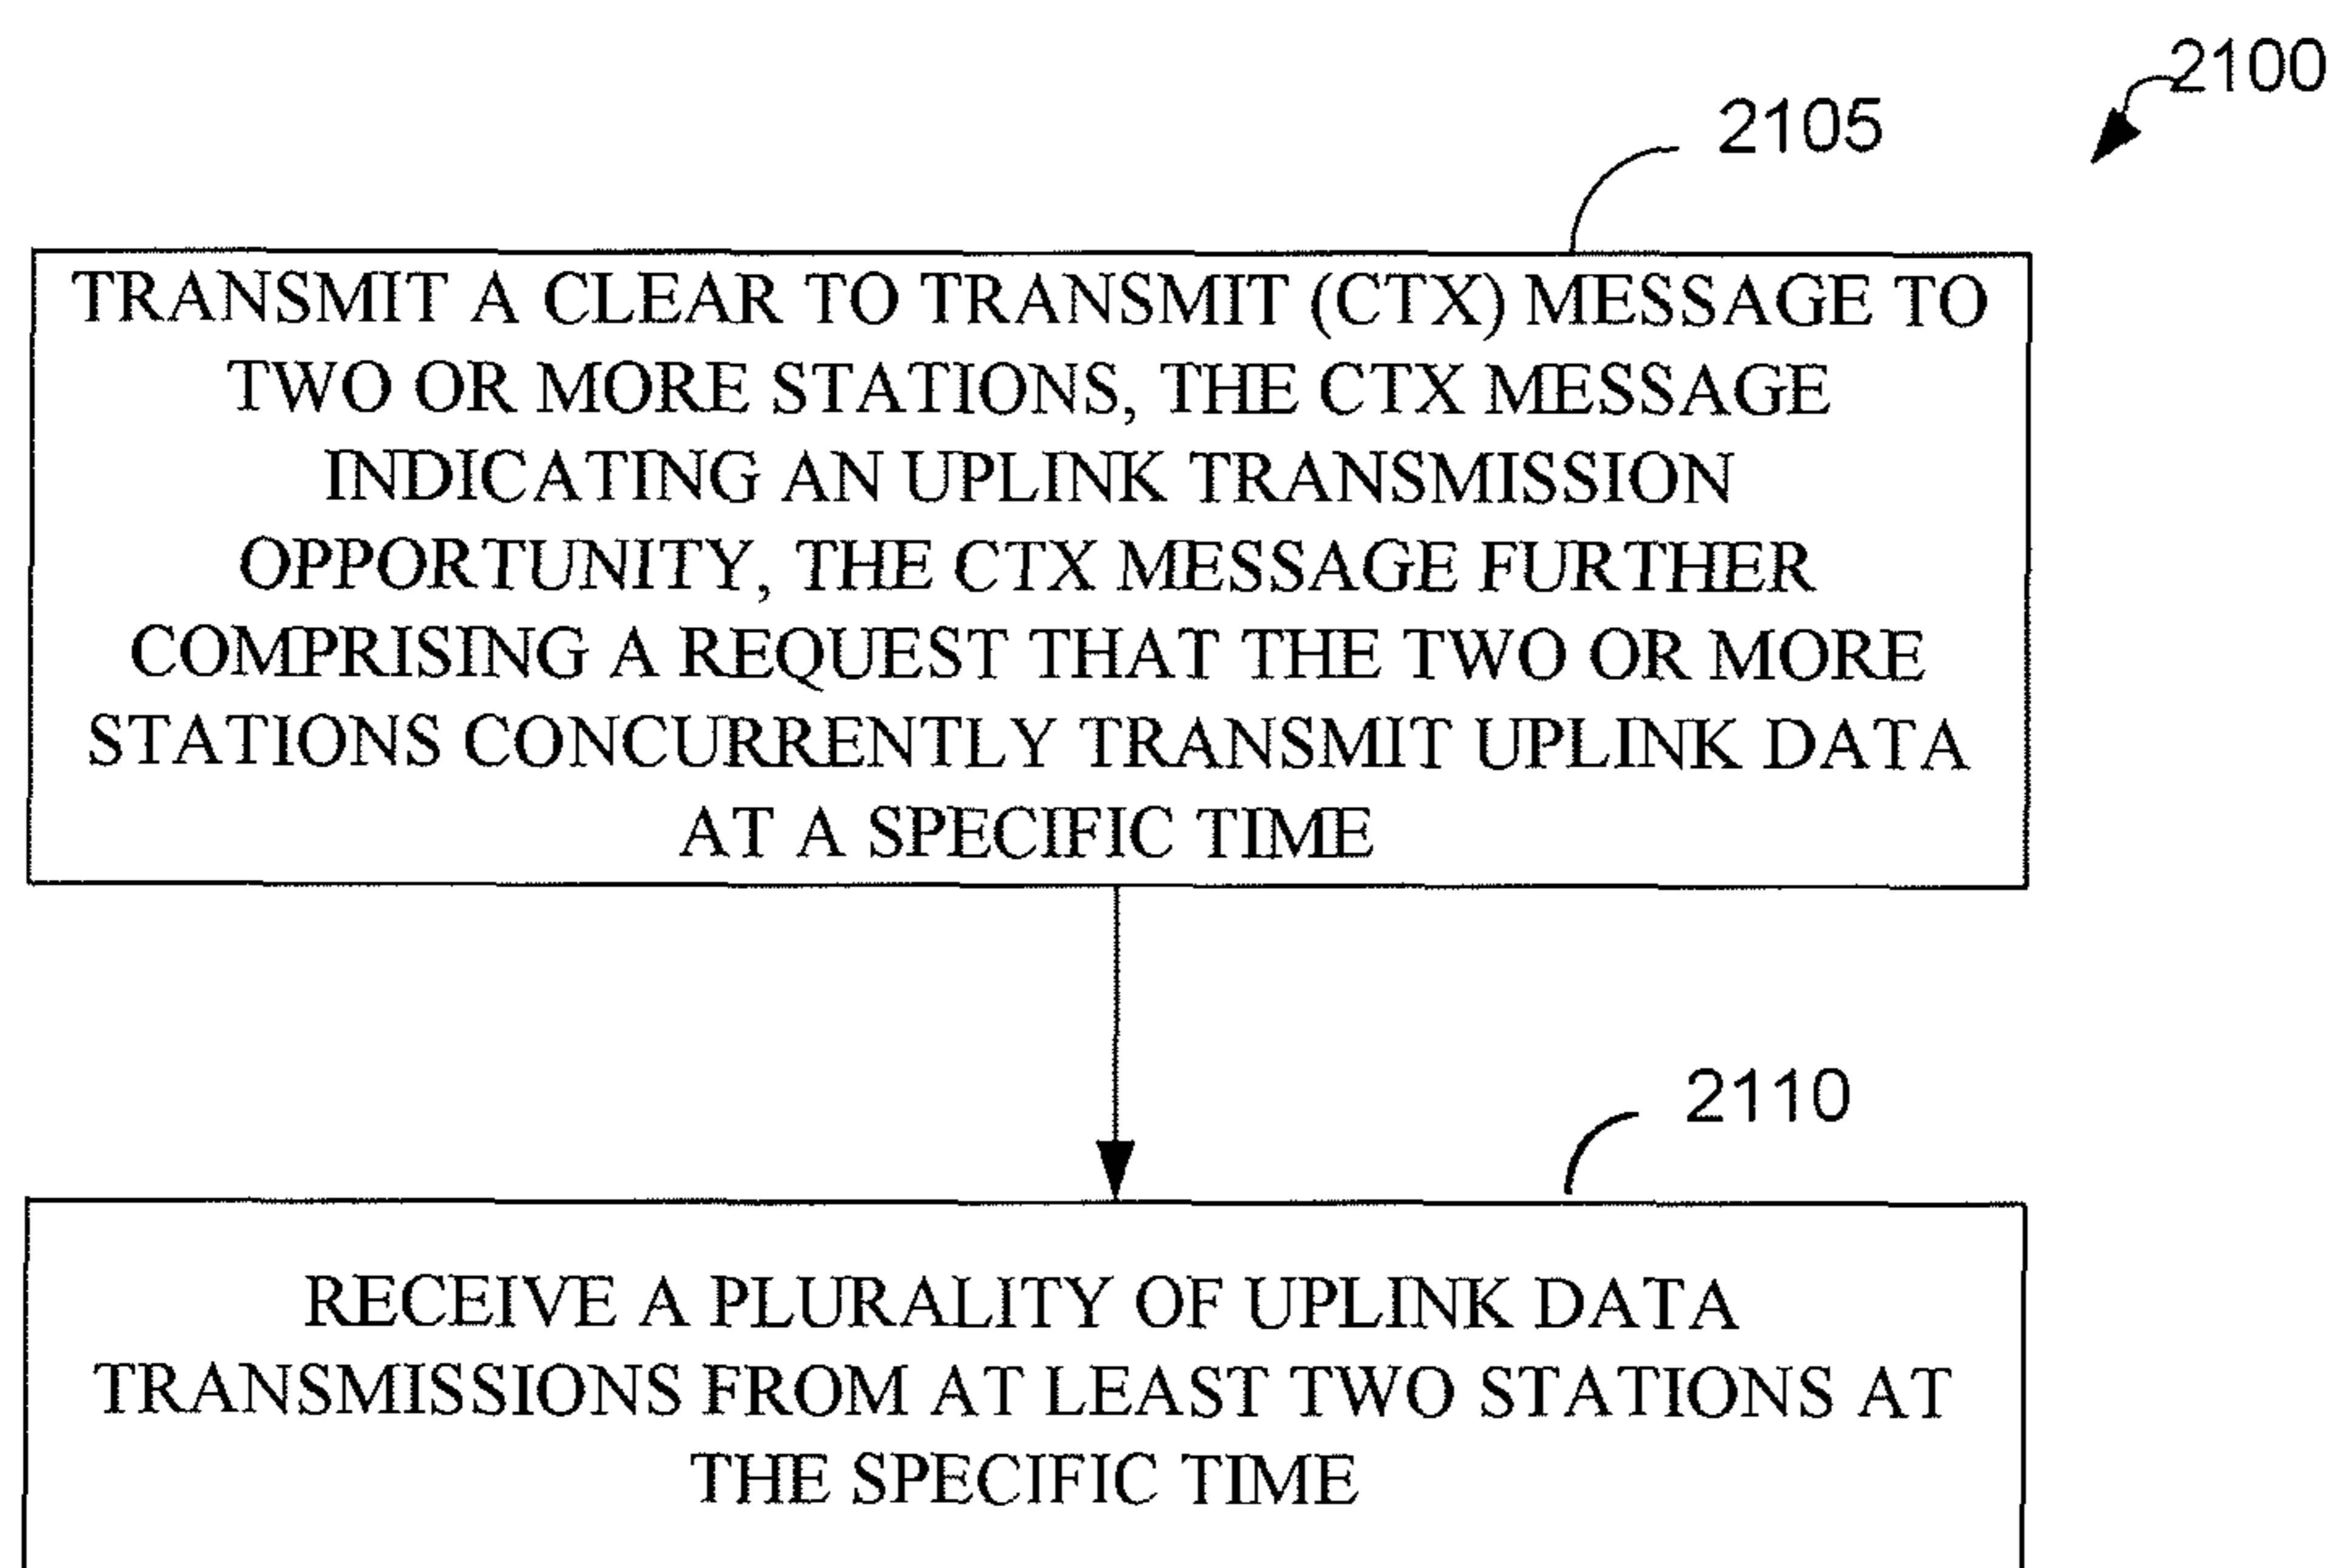 2100
2105
TRANSMIT A CLEAR TO TRANSMIT (CTX) MESSAGE TO
TWO OR MORE STATIONS, THE CTX MESSAGE
INDICATING AN UPLINK TRANSMISSION
OPPORTUNITY, THE CTX MESSAGE FURTHER
COMPRISING A REQUEST THAT THE TWO OR MORE
STATIONS CONCURRENTLY TRANSMIT UPLINK DATA
AT A SPECIFIC TIME
2110
RECEIVE A PLURALITY OF UPLINK DATA
TRANSMISSIONS FROM AT LEAST TWO STATIONS AT
THE SPECIFIC TIME